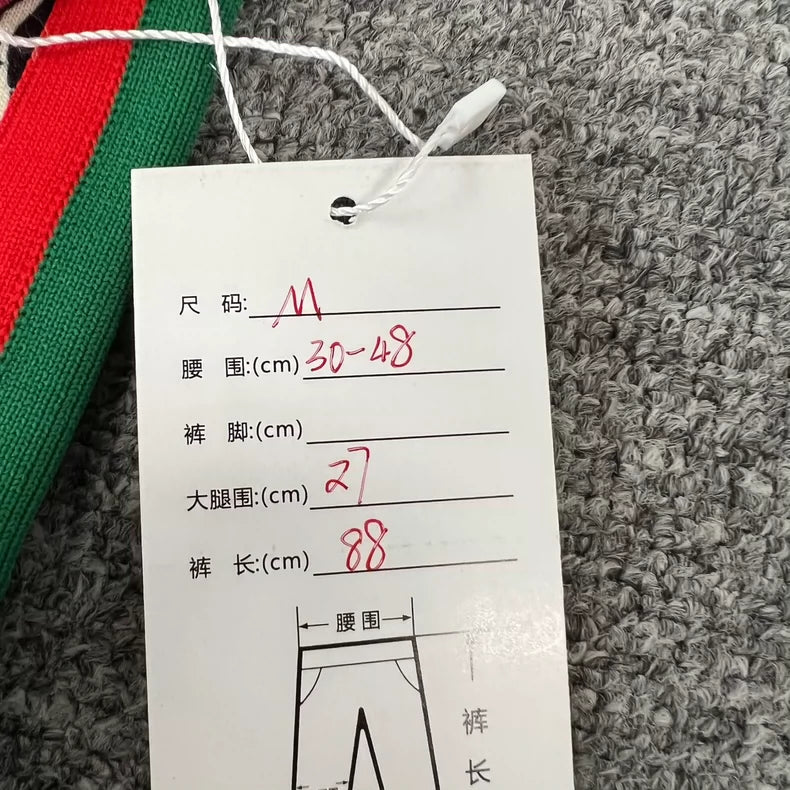 尺 码: M
腰 围:(cm) 30-48
裤 脚:(cm)
大腿围:(cm) 27
裤 长:(cm) 88
腰围
裤
长